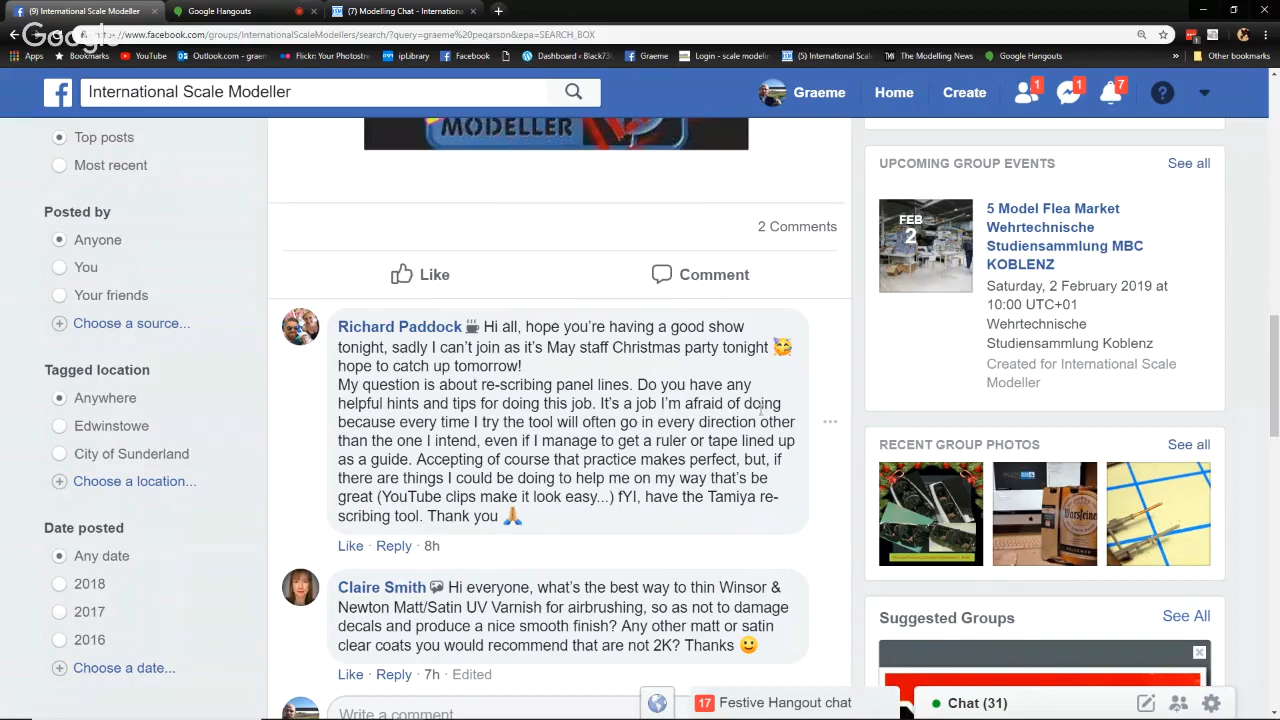 (9) International Scale Modeller
Google Hangouts
(7) Modelling Chat - Internationa
https://www.facebook.com/groups/InternationalScaleModellers/search/?query=graeme%20peqarson&epa=SEARCH_BOX
Google
Apps
Bookmarks
YouTube
Outlook.com - graem
Flickr: Your Photostre
ipLibrary
Facebook
Dashboard ‹ Black730
Graeme
Login - scale modelin
(5) International Scal
The Modelling News
Google Hangouts
»
Other bookmarks
International Scale Modeller
Graeme
Home
Create
1
1
7
Top posts
Most recent
Posted by
Anyone
You
Your friends
Choose a source...
Tagged location
Anywhere
Edwinstowe
City of Sunderland
Choose a location...
Date posted
Any date
2018
2017
2016
Choose a date...
MODELLER
2 Comments
Like
Comment
Richard Paddock ☕ Hi all, hope you're having a good show
tonight, sadly I can't join as it's May staff Christmas party tonight 🥳
hope to catch up tomorrow!
My question is about re-scribing panel lines. Do you have any
helpful hints and tips for doing this job. It's a job I'm afraid of doing
because every time I try the tool will often go in every direction other
than the one I intend, even if I manage to get a ruler or tape lined up
as a guide. Accepting of course that practice makes perfect, but, if
there are things I could be doing to help me on my way that's be
great (YouTube clips make it look easy...) fYI, have the Tamiya re-
scribing tool. Thank you 🙏
Like · Reply · 8h
Claire Smith Hi everyone, what's the best way to thin Winsor &
Newton Matt/Satin UV Varnish for airbrushing, so as not to damage
decals and produce a nice smooth finish? Any other matt or satin
clear coats you would recommend that are not 2K? Thanks 🙂
Like · Reply · 7h · Edited
Write a comment
UPCOMING GROUP EVENTS
See all
FEB
2
5 Model Flea Market
Wehrtechnische
Studiensammlung MBC
KOBLENZ
Saturday, 2 February 2019 at
10:00 UTC+01
Wehrtechnische
Studiensammlung Koblenz
Created for International Scale
Modeller
RECENT GROUP PHOTOS
See all
Warsteiner
Suggested Groups
See All
17 Festive Hangout chat
Chat (31)